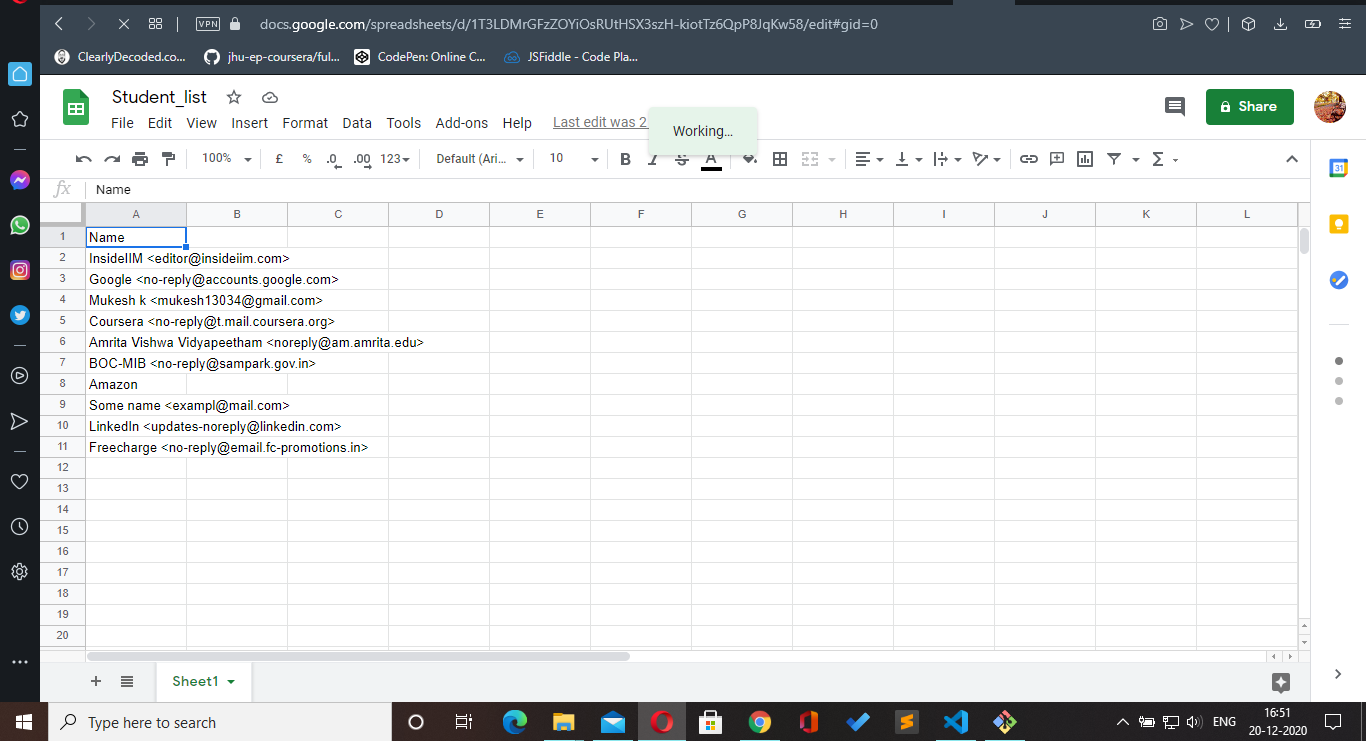 VPN docs.google.com/spreadsheets/d/1T3LDMrGFzZOYiOsRUtHSX3szH-kiotTz6QpP8JqKw58/edit#gid=0
ClearlyDecoded.co... jhu-ep-coursera/ful... CodePen: Online C... JSFiddle - Code Pla...
Student_list
Share
File Edit View Insert Format Data Tools Add-ons Help Last edit was 2
Working...
100% £ % .0 .00 123 Default (Ari... 10 B I S A Σ
31
fx Name
A B C D E F G H I J K L
1 Name
2 InsideIIM <editor@insideiim.com>
3 Google <no-reply@accounts.google.com>
4 Mukesh k <mukesh13034@gmail.com>
5 Coursera <no-reply@t.mail.coursera.org>
6 Amrita Vishwa Vidyapeetham <noreply@am.amrita.edu>
7 BOC-MIB <no-reply@sampark.gov.in>
8 Amazon
9 Some name <exampl@mail.com>
10 LinkedIn <updates-noreply@linkedin.com>
11 Freecharge <no-reply@email.fc-promotions.in>
12
13
14
15
16
17
18
19
20
+ Sheet1
Type here to search
ENG
16:51
20-12-2020